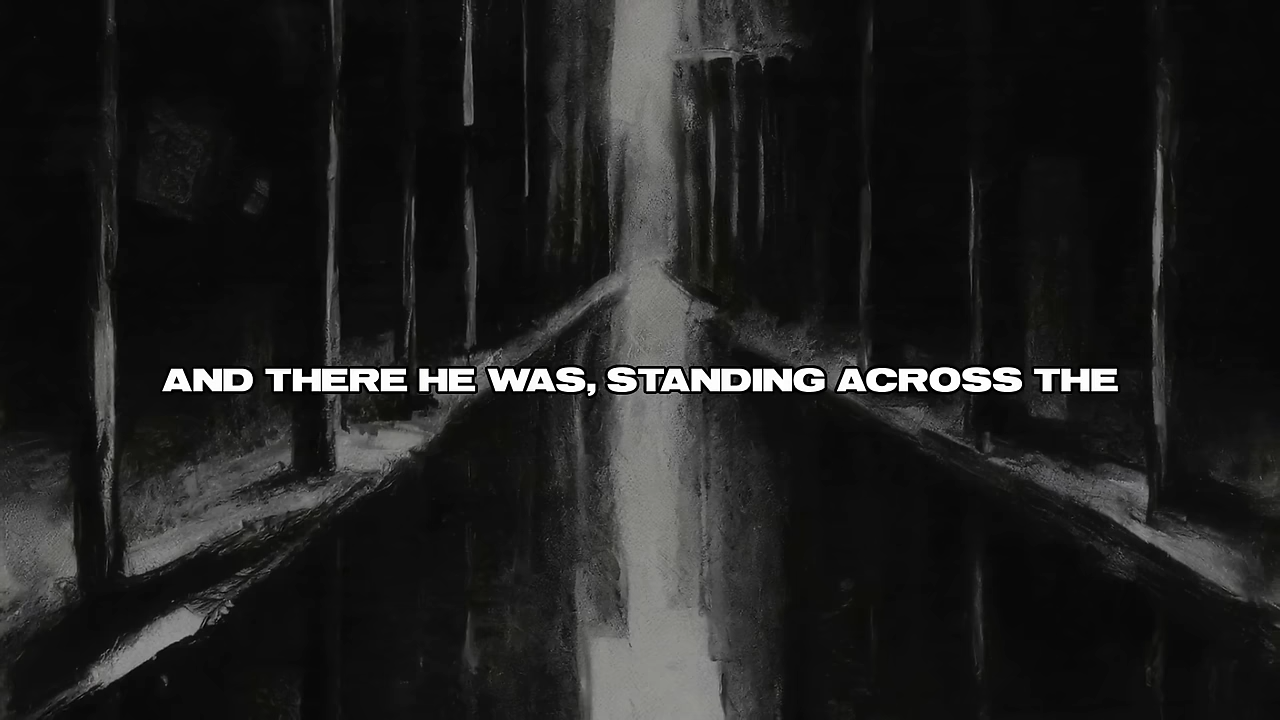 AND THERE HE WAS, STANDING ACROSS THE